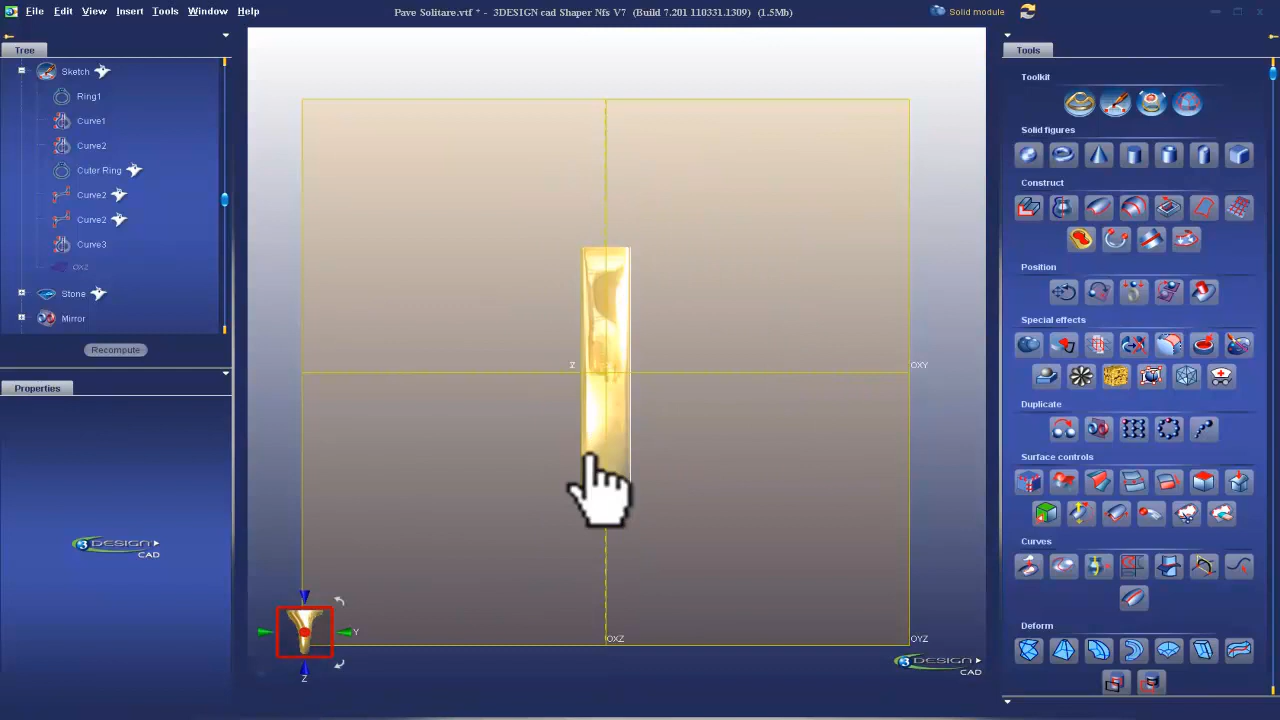 File Edit View Insert Tools Window Help
Pave Solitare.vtf * - 3DESIGN cad Shaper Nfs V7 (Build 7.201 110331.1309) (1.5Mb)
Solid module
Tree
Sketch
Ring1
Curve1
Curve2
Outer Ring
Curve2
Curve2
Curve3
OXZ
Stone
Mirror
Recompute
Properties
3DESIGN
CAD
Z
OXY
OXZ
OYZ
Y
Z
3DESIGN
CAD
Tools
Toolkit
Solid figures
Construct
Position
Special effects
Duplicate
Surface controls
Curves
Deform